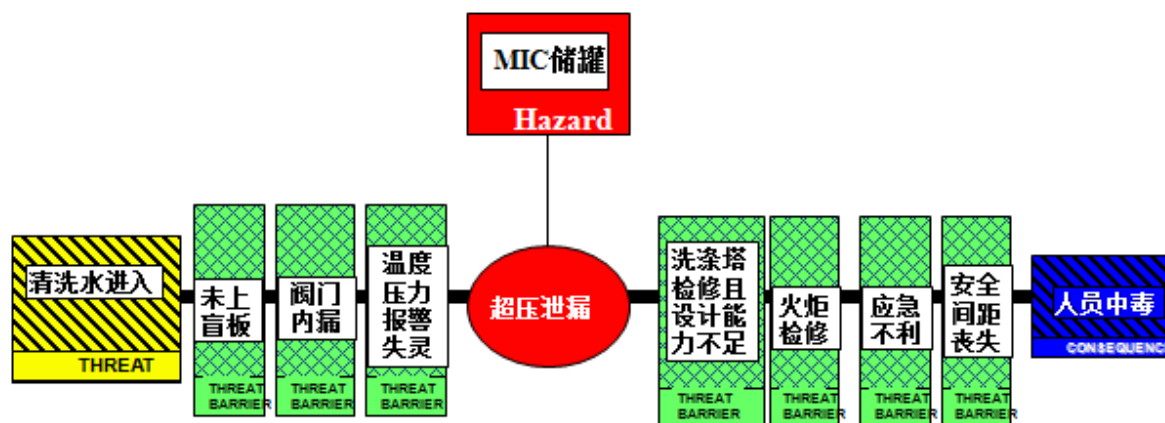 MIC储罐
Hazard
清洗水进入
THREAT
未上
盲板
THREAT
BARRIER
阀门
内漏
THREAT
BARRIER
温度
压力
报警
失灵
THREAT
BARRIER
超压泄漏
洗涤塔
检修且
设计能
力不足
THREAT
BARRIER
火炬
检修
THREAT
BARRIER
应急
不利
THREAT
BARRIER
安全
间距
丧失
THREAT
BARRIER
人员中毒
CONSEQUENC